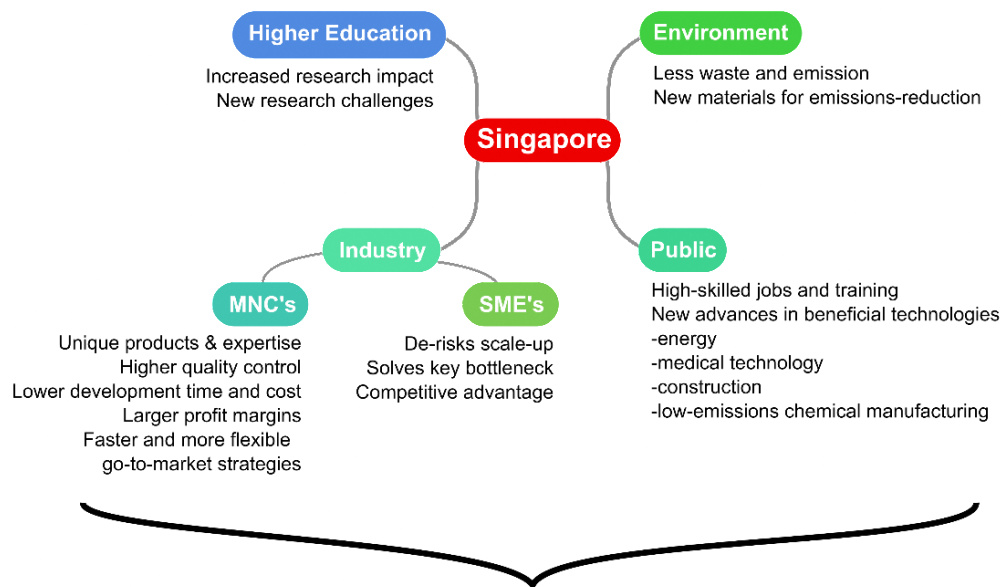 Higher Education
Increased research impact
New research challenges
Environment
Less waste and emission
New materials for emissions-reduction
Singapore
Industry
MNC's
Unique products & expertise
Higher quality control
Lower development time and cost
Larger profit margins
Faster and more flexible
go-to-market strategies
SME's
De-risks scale-up
Solves key bottleneck
Competitive advantage
Public
High-skilled jobs and training
New advances in beneficial technologies
-energy
-medical technology
-construction
-low-emissions chemical manufacturing